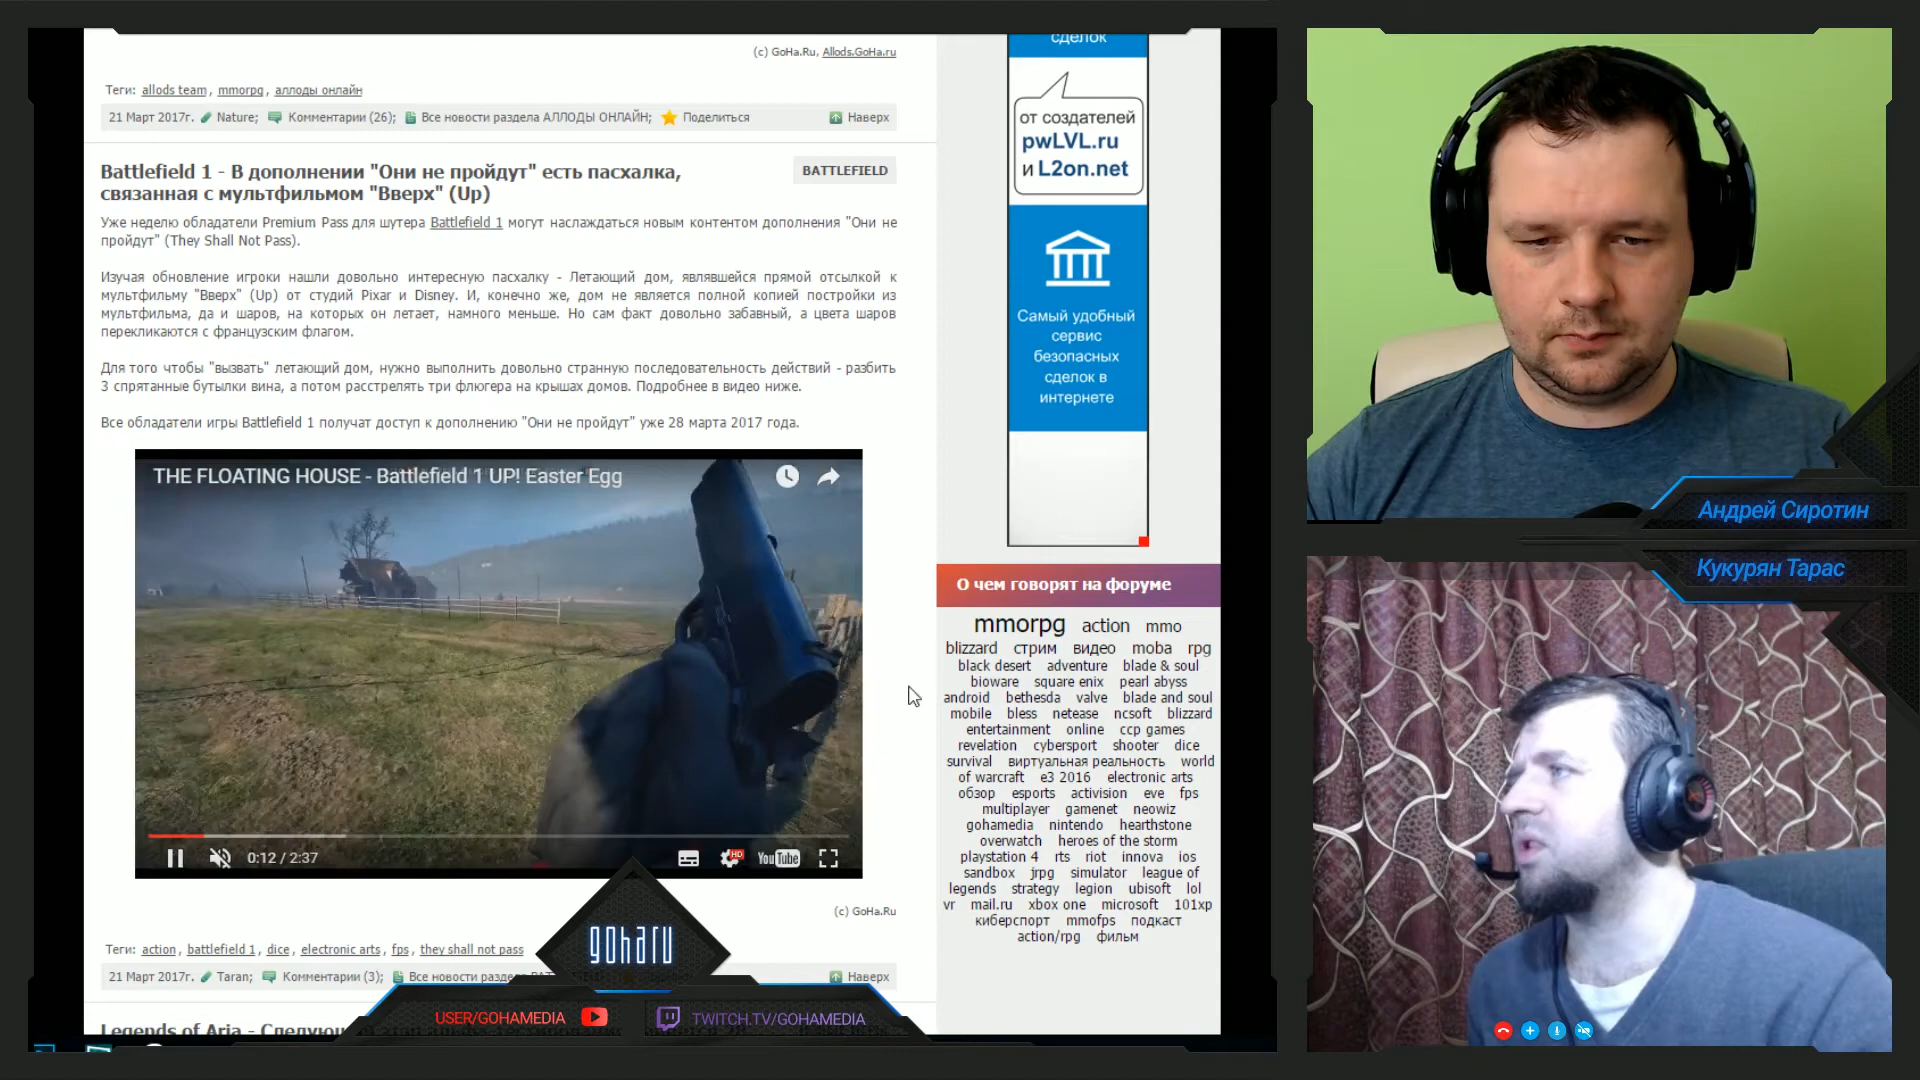 (c) GoHa.Ru, Allods.GoHa.ru
Теги: allods team , mmorpg , аллоды онлайн
21 Март 2017г. Nature; Комментарии (26); Все новости раздела АЛЛОДЫ ОНЛАЙН; Поделиться Наверх
Battlefield 1 - В дополнении "Они не пройдут" есть пасхалка,
связанная с мультфильмом "Вверх" (Up)
BATTLEFIELD
Уже неделю обладатели Premium Pass для шутера Battlefield 1 могут наслаждаться новым контентом дополнения "Они не
пройдут" (They Shall Not Pass).
Изучая обновление игроки нашли довольно интересную пасхалку - Летающий дом, являвшейся прямой отсылкой к
мультфильму "Вверх" (Up) от студий Pixar и Disney. И, конечно же, дом не является полной копией постройки из
мультфильма, да и шаров, на которых он летает, намного меньше. Но сам факт довольно забавный, а цвета шаров
перекликаются с французским флагом.
Для того чтобы "вызвать" летающий дом, нужно выполнить довольно странную последовательность действий - разбить
3 спрятанные бутылки вина, а потом расстрелять три флюгера на крышах домов. Подробнее в видео ниже.
Все обладатели игры Battlefield 1 получат доступ к дополнению "Они не пройдут" уже 28 марта 2017 года.
THE FLOATING HOUSE - Battlefield 1 UP! Easter Egg
0:12 / 2:37
HD
YouTube
(c) GoHa.Ru
Теги: action , battlefield 1 , dice , electronic arts , fps , they shall not pass
21 Март 2017г. Taran; Комментарии (3); Все новости разде Наверх
Legends of Aria - Следующ
goharu
USER/GOHAMEDIA
TWITCH.TV/GOHAMEDIA
сделок
от создателей
pwLVL.ru
и L2on.net
Самый удобный
сервис
безопасных
сделок в
интернете
О чем говорят на форуме
mmorpg action mmo
blizzard стрим видео moba rpg
black desert adventure blade & soul
bioware square enix pearl abyss
android bethesda valve blade and soul
mobile bless netease ncsoft blizzard
entertainment online ccp games
revelation cybersport shooter dice
survival виртуальная реальность world
of warcraft e3 2016 electronic arts
обзор esports activision eve fps
multiplayer gamenet neowiz
gohamedia nintendo hearthstone
overwatch heroes of the storm
playstation 4 rts riot innova ios
sandbox jrpg simulator league of
legends strategy legion ubisoft lol
vr mail.ru xbox one microsoft 101xp
киберспорт mmofps подкаст
action/rpg фильм
Андрей Сиротин
Кукурян Тарас